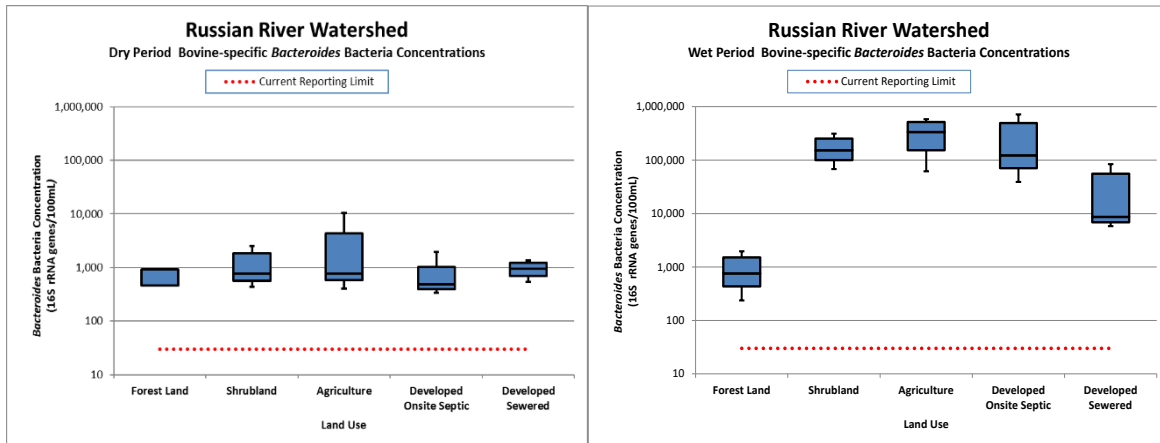 Russian River Watershed
Dry Period Bovine-specific Bacteroides Bacteria Concentrations
Current Reporting Limit
1,000,000
100,000
10,000
1,000
100
10
Bacteroides Bacteria Concentration
(16S rRNA genes/100mL)
Forest Land
Shrubland
Agriculture
Developed
Onsite Septic
Developed
Sewered
Land Use
Russian River Watershed
Wet Period Bovine-specific Bacteroides Bacteria Concentrations
Current Reporting Limit
1,000,000
100,000
10,000
1,000
100
10
Bacteroides Bacteria Concentration
(16S rRNA genes/100mL)
Forest Land
Shrubland
Agriculture
Developed
Onsite Septic
Developed
Sewered
Land Use